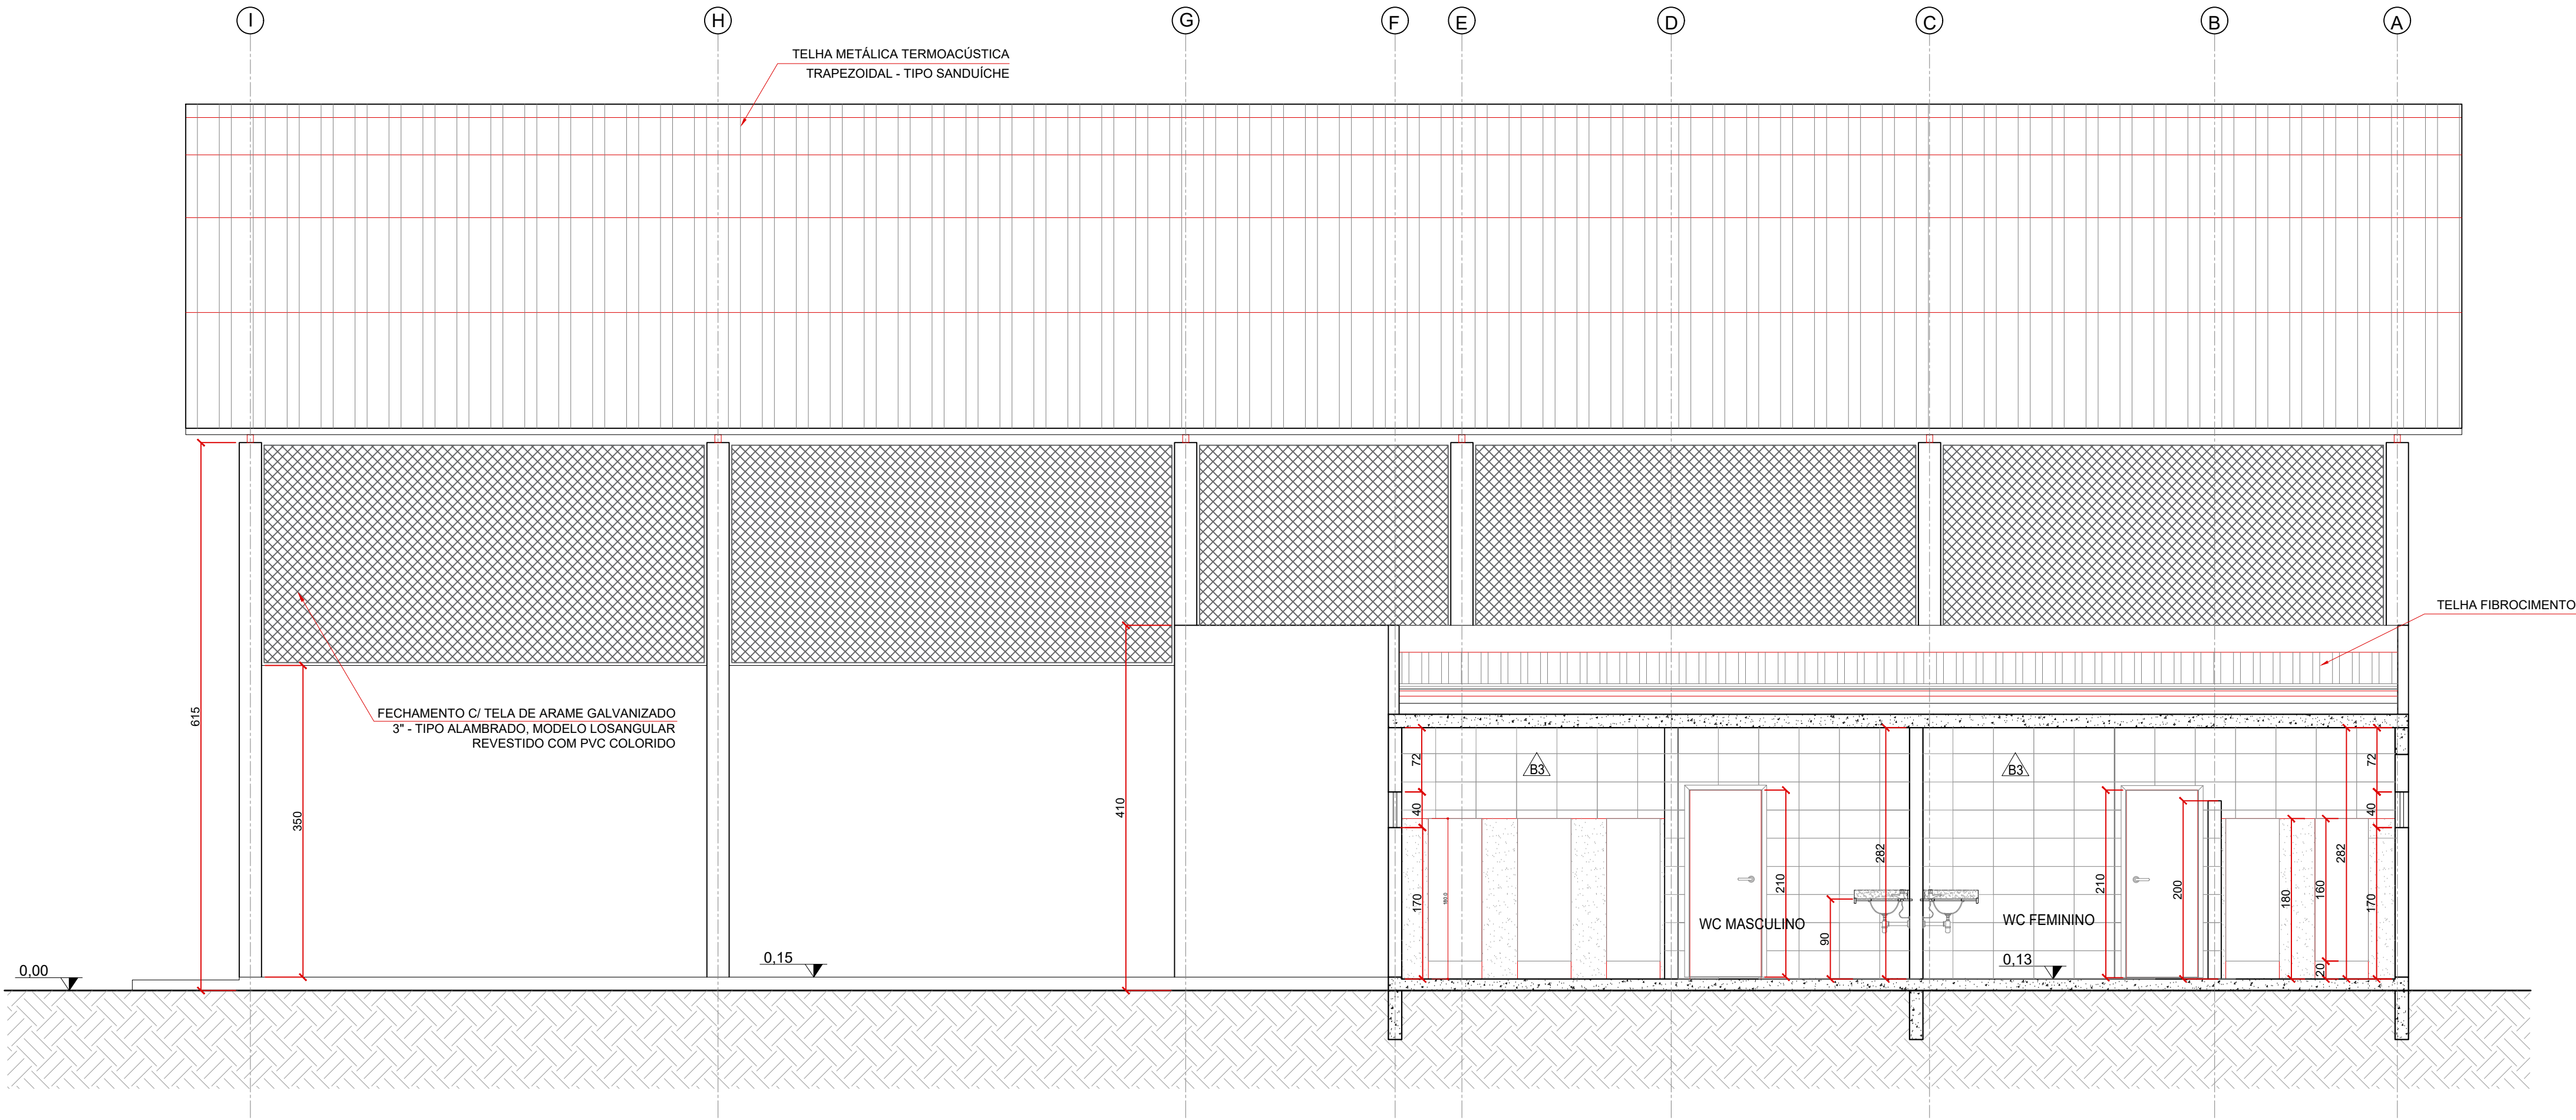 I
H
G
F
E
D
C
B
A
TELHA METÁLICA TERMOACÚSTICA
TRAPEZOIDAL - TIPO SANDUÍCHE
TELHA FIBROCIMENTO
615
350
FECHAMENTO C/ TELA DE ARAME GALVANIZADO
3" - TIPO ALAMBRADO, MODELO LOSANGULAR
REVESTIDO COM PVC COLORIDO
410
72
40
170
180.0
B3
WC MASCULINO
210
90
282
B3
WC FEMININO
210
200
180
160
20
282
72
40
170
0,00
0,15
0,13